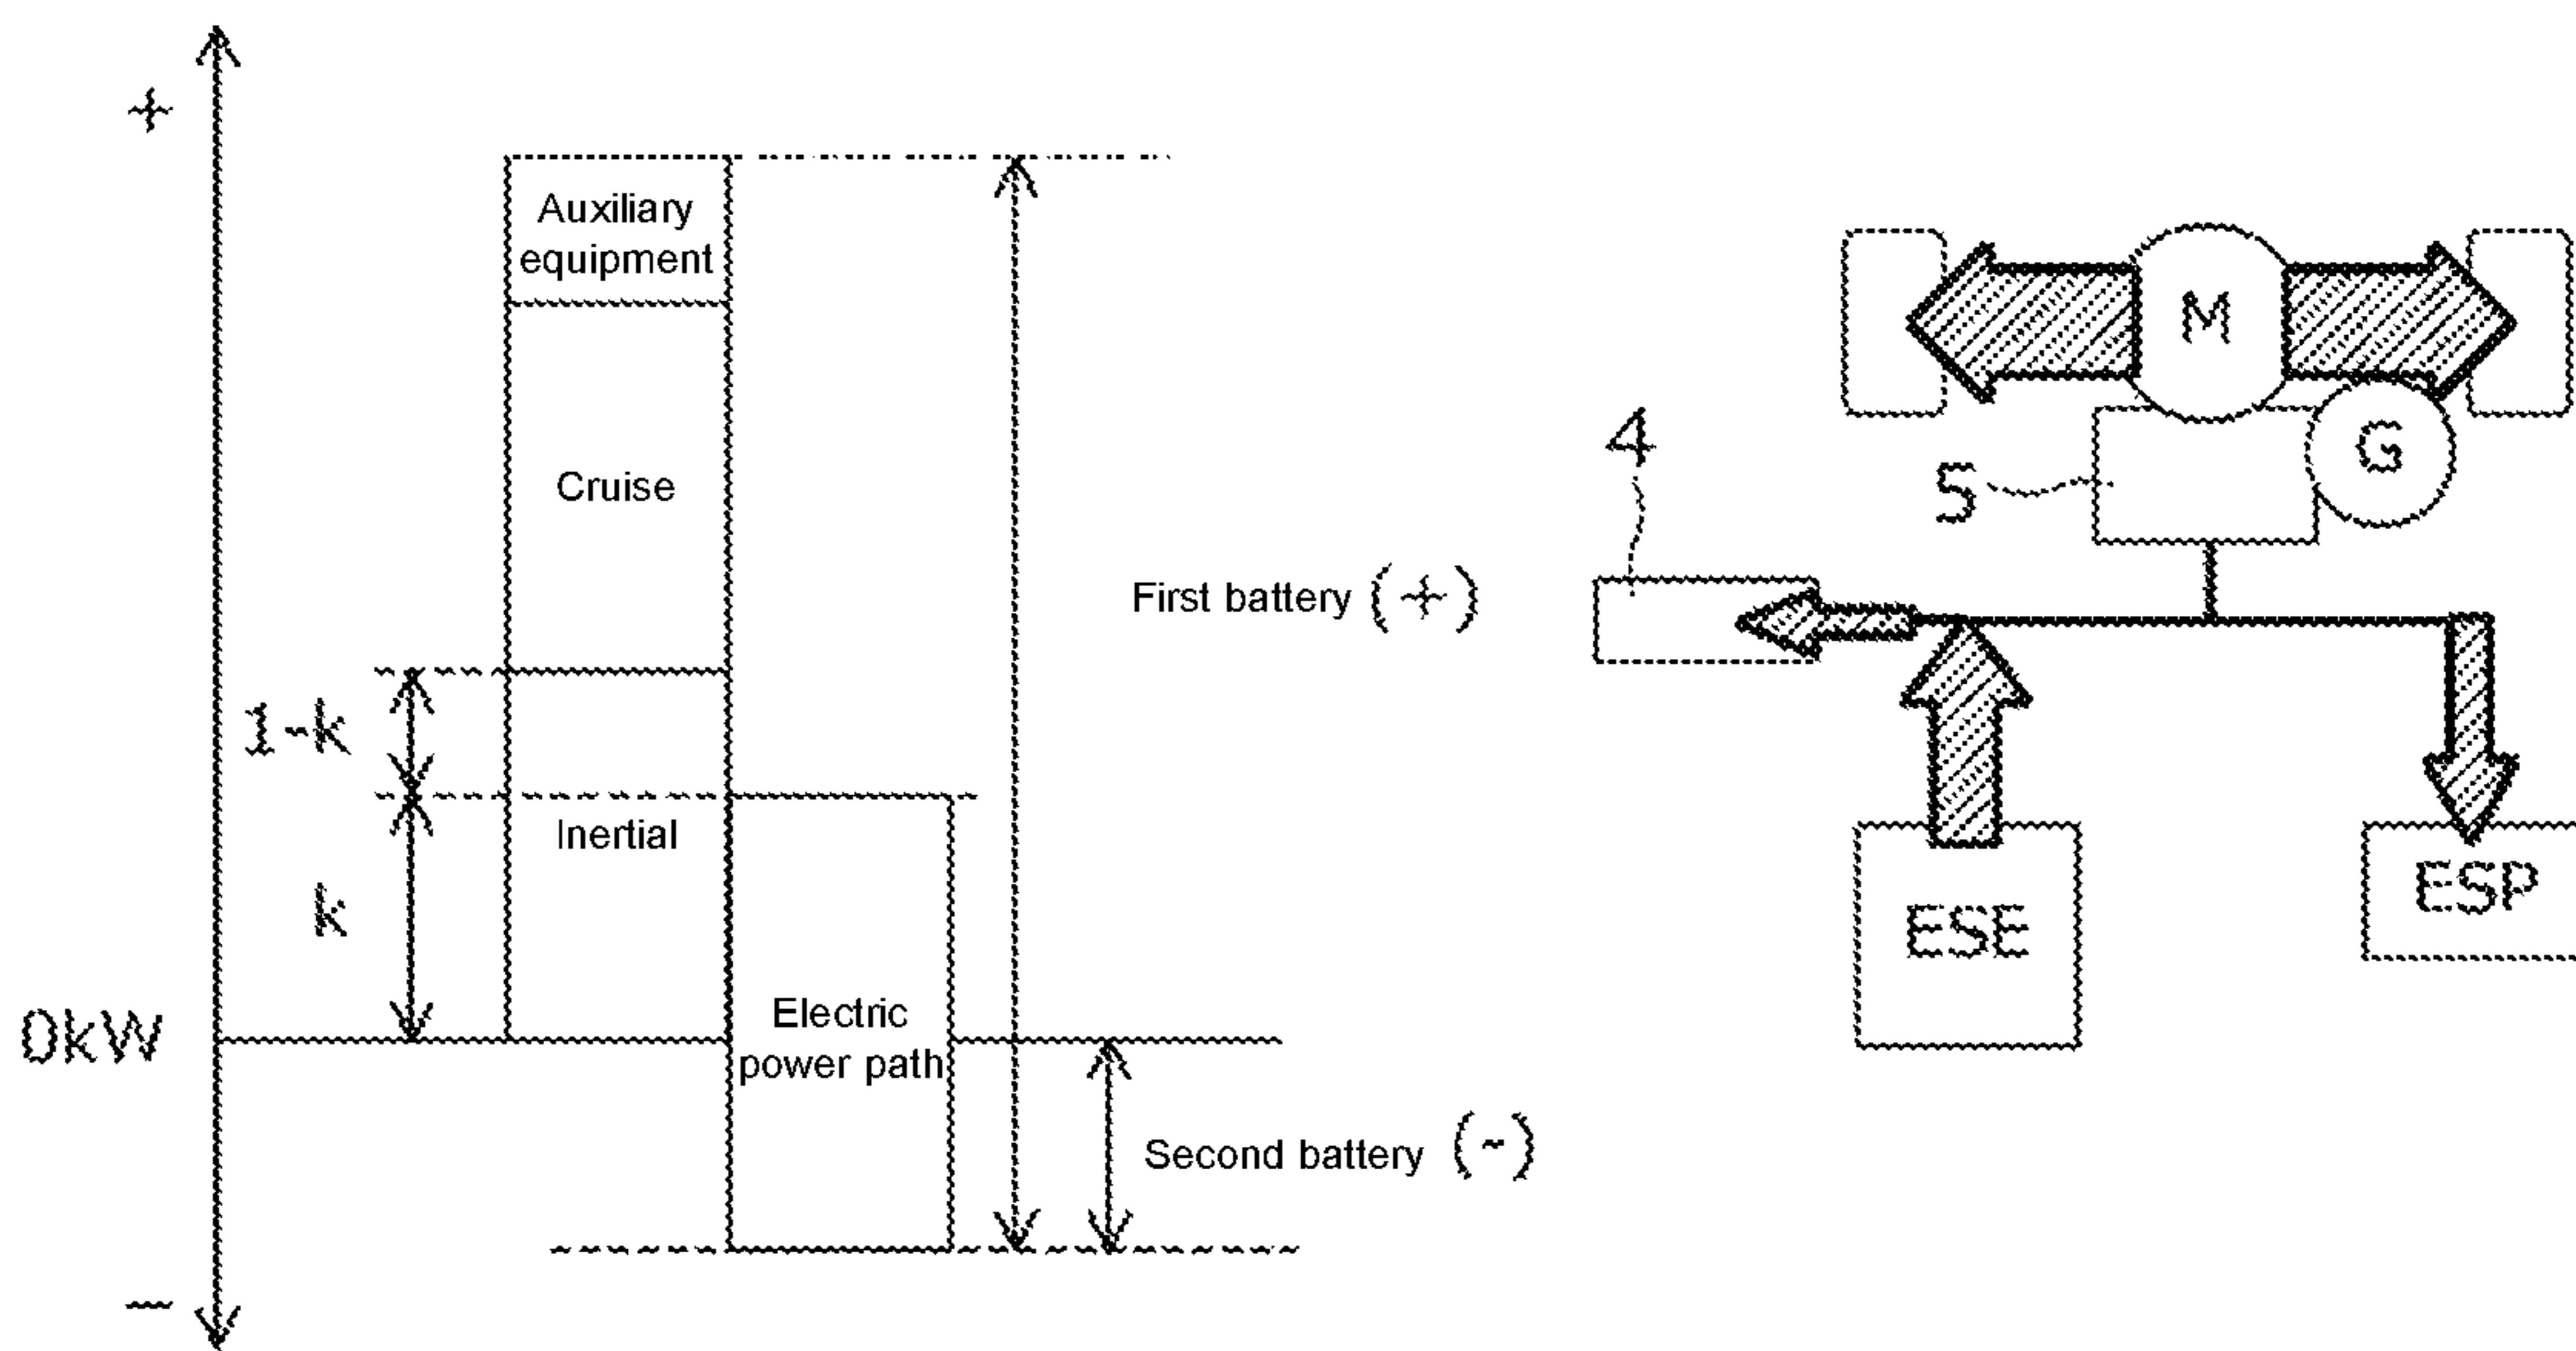 +
Auxiliary
equipment
Cruise
1-k
Inertial
k
0kW
Electric
power path
−
First battery (+)
Second battery (-)
M
G
4
5
ESE
ESP